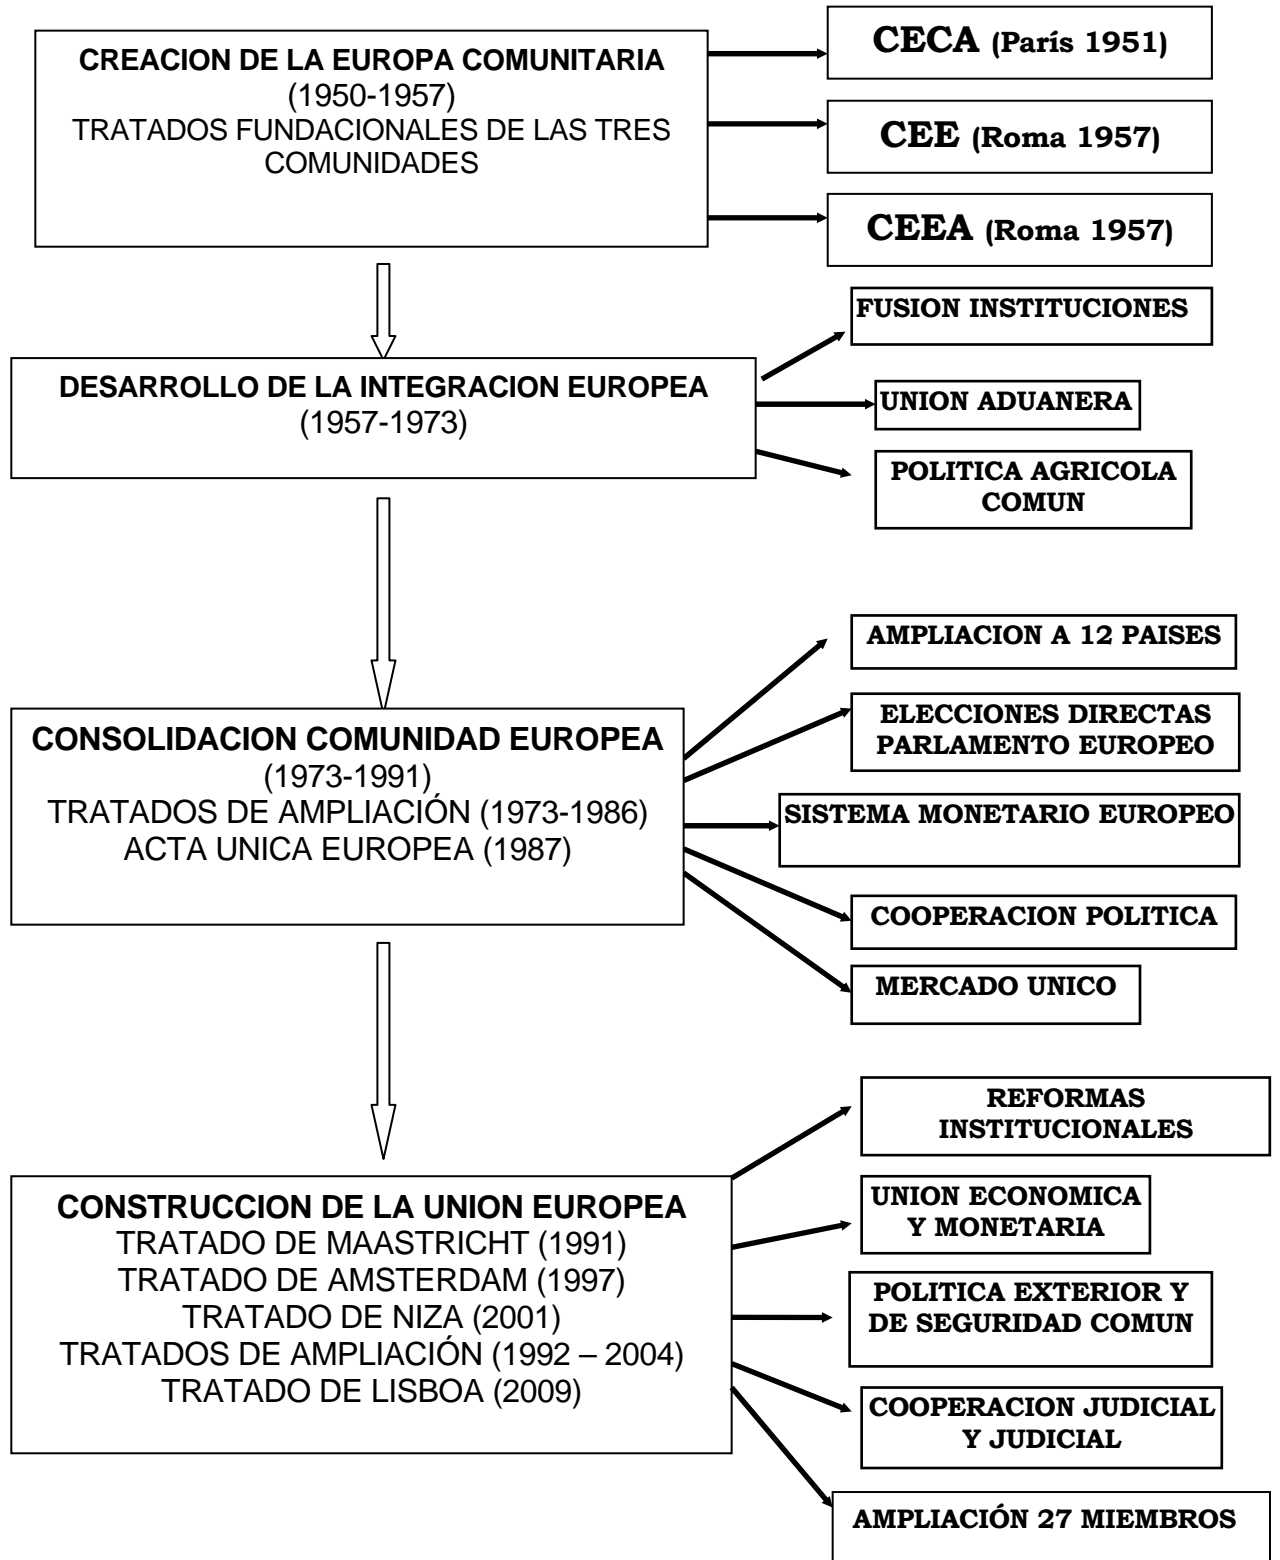 CREACION DE LA EUROPA COMUNITARIA
(1950-1957)
TRATADOS FUNDACIONALES DE LAS TRES
COMUNIDADES
CECA (París 1951)
CEE (Roma 1957)
CEEA (Roma 1957)
DESARROLLO DE LA INTEGRACION EUROPEA
(1957-1973)
FUSION INSTITUCIONES
UNION ADUANERA
POLITICA AGRICOLA
COMUN
CONSOLIDACION COMUNIDAD EUROPEA
(1973-1991)
TRATADOS DE AMPLIACIÓN (1973-1986)
ACTA UNICA EUROPEA (1987)
AMPLIACION A 12 PAISES
ELECCIONES DIRECTAS
PARLAMENTO EUROPEO
SISTEMA MONETARIO EUROPEO
COOPERACION POLITICA
MERCADO UNICO
CONSTRUCCION DE LA UNION EUROPEA
TRATADO DE MAASTRICHT (1991)
TRATADO DE AMSTERDAM (1997)
TRATADO DE NIZA (2001)
TRATADOS DE AMPLIACIÓN (1992 – 2004)
TRATADO DE LISBOA (2009)
REFORMAS
INSTITUCIONALES
UNION ECONOMICA
Y MONETARIA
POLITICA EXTERIOR Y
DE SEGURIDAD COMUN
COOPERACION JUDICIAL
Y JUDICIAL
AMPLIACIÓN 27 MIEMBROS